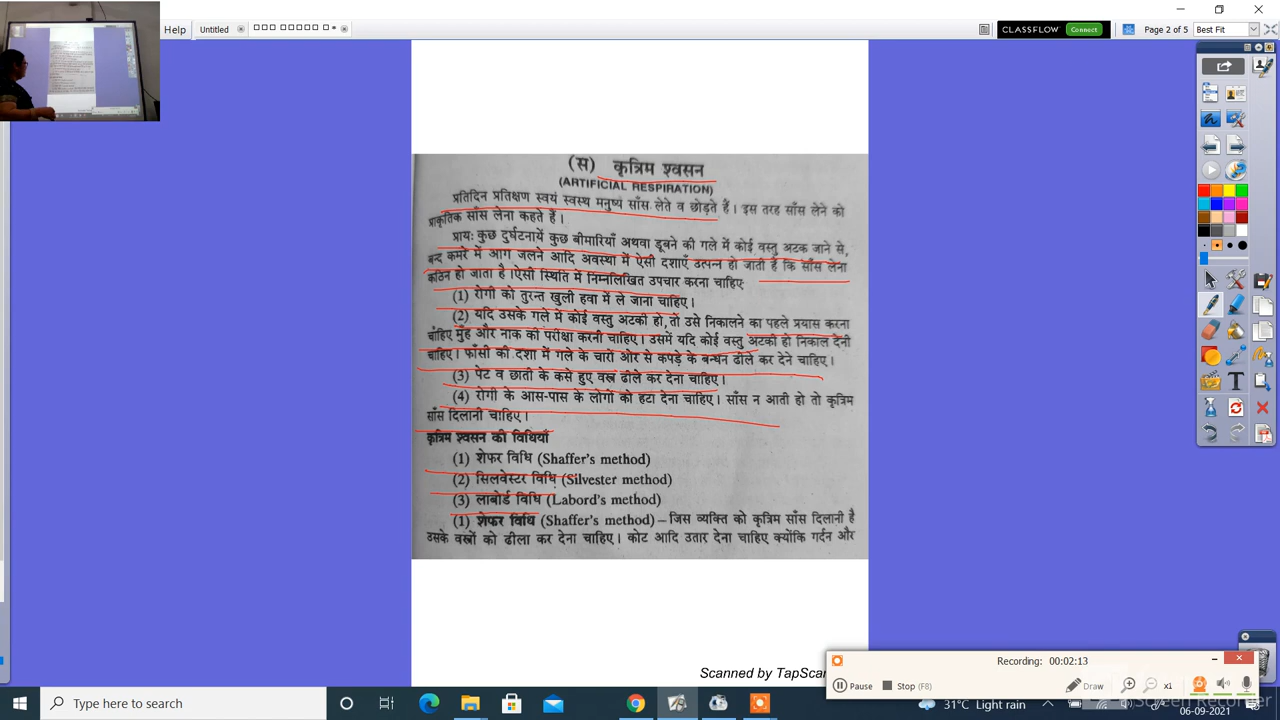 Help
Untitled
CLASSFLOW
Connect
Page 2 of 5
Best Fit
(स) कृत्रिम श्वसन
(ARTIFICIAL RESPIRATION)
प्रतिदिन प्रतिक्षण स्वयं स्वस्थ मनुष्य साँस लेते व छोड़ते हैं। इस तरह साँस लेने को
प्राकृतिक साँस लेना कहते हैं।
प्रायः कुछ दुर्घटनायें कुछ बीमारियाँ अथवा डूबने की गले में कोई वस्तु अटक जाने से,
बन्द कमरे में आग जलने आदि अवस्था में ऐसी दशाएँ उत्पन्न हो जाती हैं कि साँस लेना
कठिन हो जाता है। ऐसी स्थिति में निम्नलिखित उपचार करना चाहिए
(1) रोगी को तुरन्त खुली हवा में ले जाना चाहिए।
(2) यदि उसके गले में कोई वस्तु अटकी हो, तो उसे निकालने का पहले प्रयास करना
चाहिए मुँह और नाक की परीक्षा करनी चाहिए। उसमें यदि कोई वस्तु अटकी हो निकाल देनी
चाहिए। फाँसी की दशा में गले के चारों ओर से कपड़े के बन्धन ढीले कर देने चाहिए।
(3) पेट व छाती के कसे हुए वस्त्र ढीले कर देना चाहिए।
(4) रोगी के आस-पास के लोगों को हटा देना चाहिए। साँस न आती हो तो कृत्रिम
साँस दिलानी चाहिए।
कृत्रिम श्वसन की विधियाँ
(1) शेफर विधि (Shaffer's method)
(2) सिलवेस्टर विधि (Silvester method)
(3) लाबोर्ड विधि (Labord's method)
(1) शेफर विधि (Shaffer's method) – जिस व्यक्ति को कृत्रिम साँस दिलानी है
उसके वस्त्रों को ढीला कर देना चाहिए। कोट आदि उतार देना चाहिए क्योंकि गर्दन और
Scanned by TapScan
Recording: 00:02:13
Pause
Stop (F8)
Draw
x1
Type here to search
31°C Light rain
06-09-2021
Screen Recorder